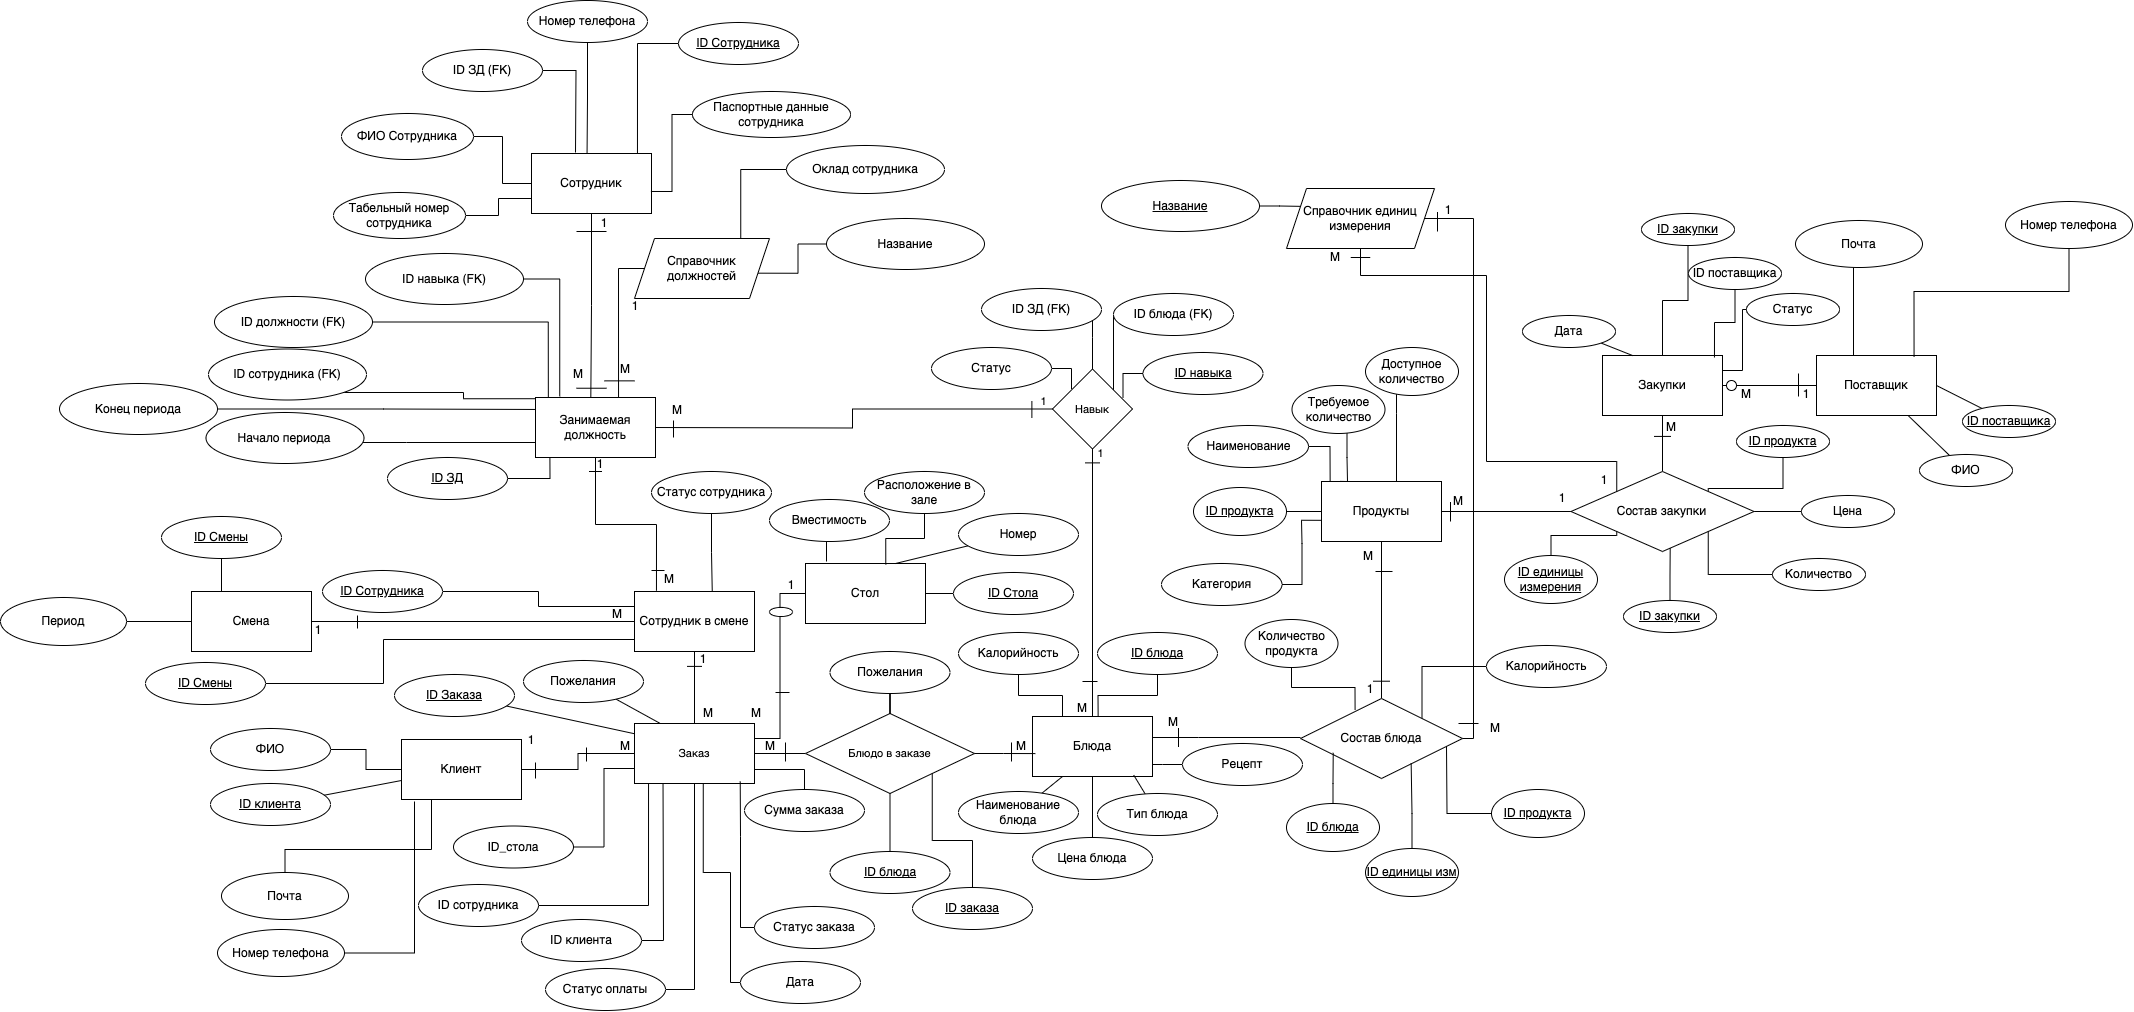 Номер телефона
ID Сотрудника
ID ЗД (FK)
Паспортные данные
сотрудника
ФИО Сотрудника
Сотрудник
Табельный номер
сотрудника
1
Оклад сотрудника
Справочник
должностей
Название
1
ID навыка (FK)
ID должности (FK)
ID сотрудника (FK)
Конец периода
Начало периода
ID ЗД
M
M
Занимаемая
должность
M
1
1
ID ЗД (FK)
ID блюда (FK)
Статус
ID навыка
Навык
1
Название
Справочник единиц
измерения
1
M
ID закупки
ID поставщика
Статус
Дата
Закупки
M
1
M
Почта
Номер телефона
Поставщик
ID поставщика
ФИО
Доступное
количество
Требуемое
количество
Наименование
ID продукта
Категория
Продукты
M
M
1
1
Состав закупки
ID продукта
Цена
Количество
ID единицы
измерения
ID закупки
Статус сотрудника
M
ID Смены
Период
Смена
1
ID Сотрудника
M
Сотрудник в смене
1
ID Смены
Вместимость
Расположение в
зале
Номер
1
Стол
ID Стола
ID Заказа
Пожелания
M
M
ФИО
ID клиента
1
Клиент
Почта
Номер телефона
M
Заказ
M
Сумма заказа
ID_стола
ID сотрудника
ID клиента
Статус оплаты
Статус заказа
Дата
Пожелания
Блюдо в заказе
ID блюда
ID заказа
M
Калорийность
ID блюда
M
Блюда
M
Рецепт
Наименование
блюда
Тип блюда
Цена блюда
Количество
продукта
Калорийность
1
Состав блюда
M
ID блюда
ID единицы изм
ID продукта